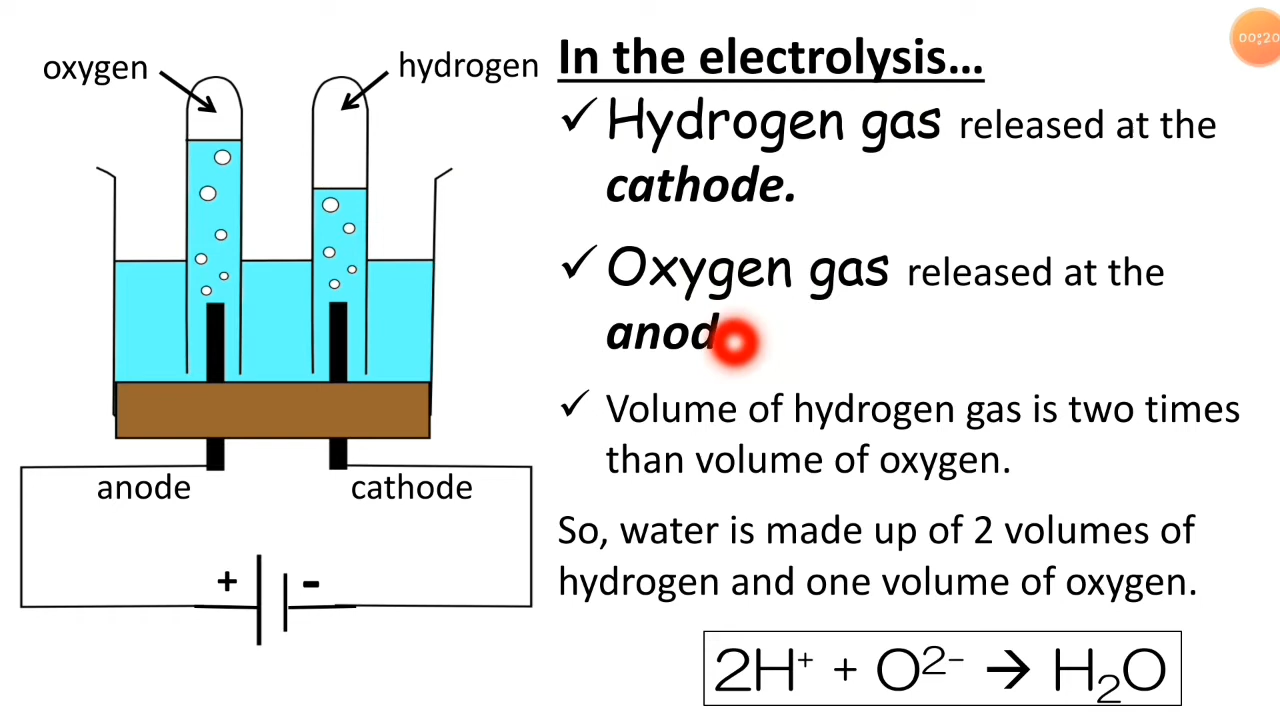 00:20
oxygen
hydrogen
In the electrolysis...
✓ Hydrogen gas released at the
cathode.
✓ Oxygen gas released at the
anod
✓ Volume of hydrogen gas is two times
than volume of oxygen.
So, water is made up of 2 volumes of
hydrogen and one volume of oxygen.
2H⁺ + O²⁻ → H₂O
anode
cathode
+ -